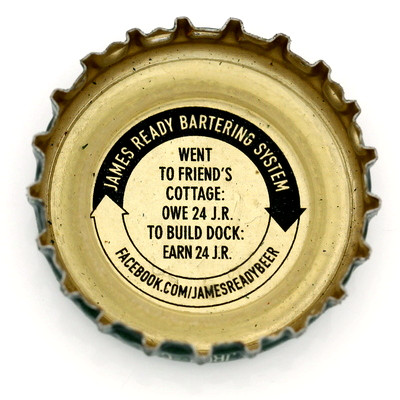 JAMES READY BARTERING SYSTEM
WENT
TO FRIEND'S
COTTAGE:
OWE 24 J.R.
TO BUILD DOCK:
EARN 24 J.R.
FACEBOOK.COM/JAMESREADYBEER